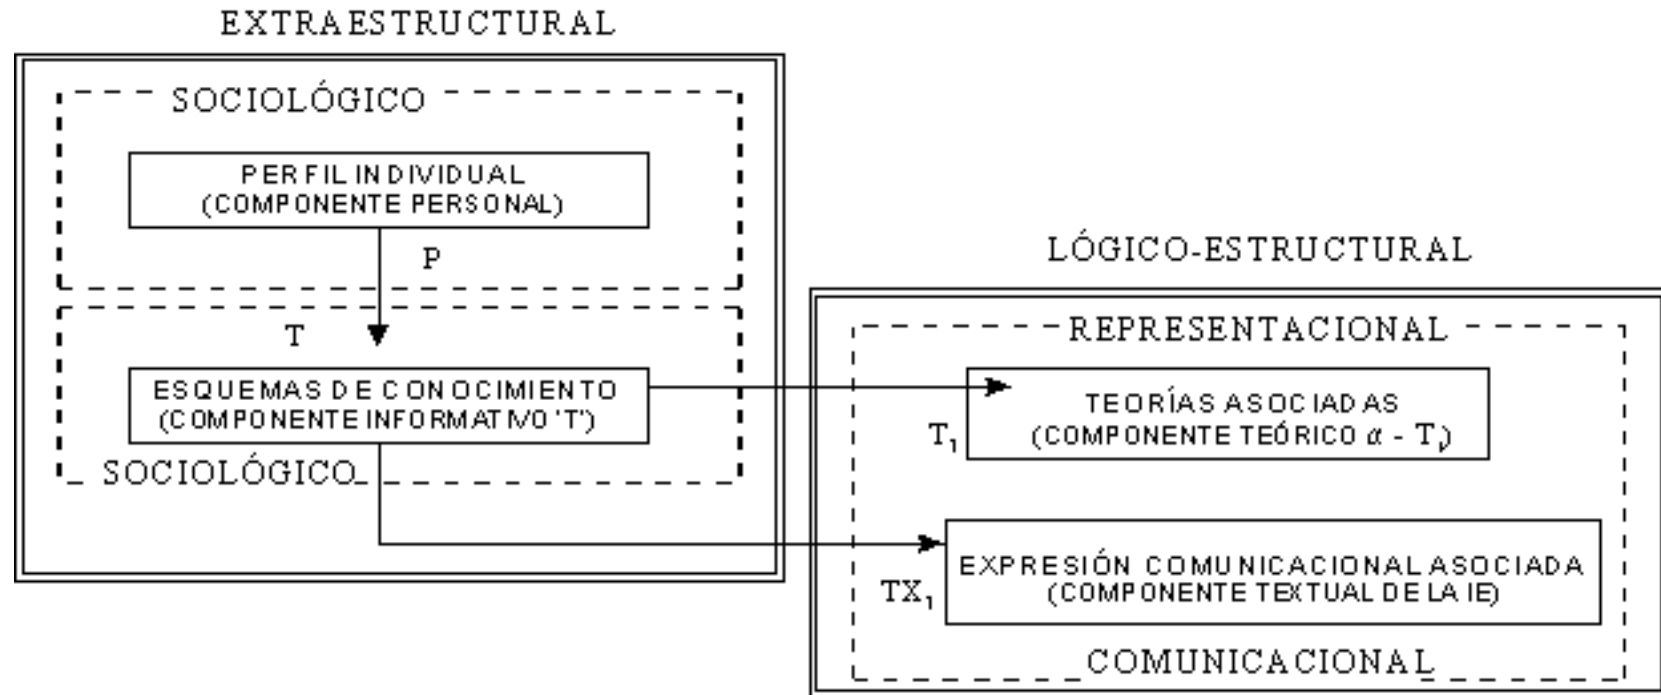 EXTRAESTRUCTURAL
SOCIOLÓGICO
PERFIL INDIVIDUAL
(COMPONENTE PERSONAL)
P
T
ESQUEMAS DE CONOCIMIENTO
(COMPONENTE INFORMATIVO 'T')
SOCIOLÓGICO
LÓGICO-ESTRUCTURAL
REPRESENTACIONAL
TEORÍAS ASOCIADAS
(COMPONENTE TEÓRICO α - T₁)
T₁
EXPRESIÓN COMUNICACIONAL ASOCIADA
(COMPONENTE TEXTUAL DE LA IE)
TX₁
COMUNICACIONAL